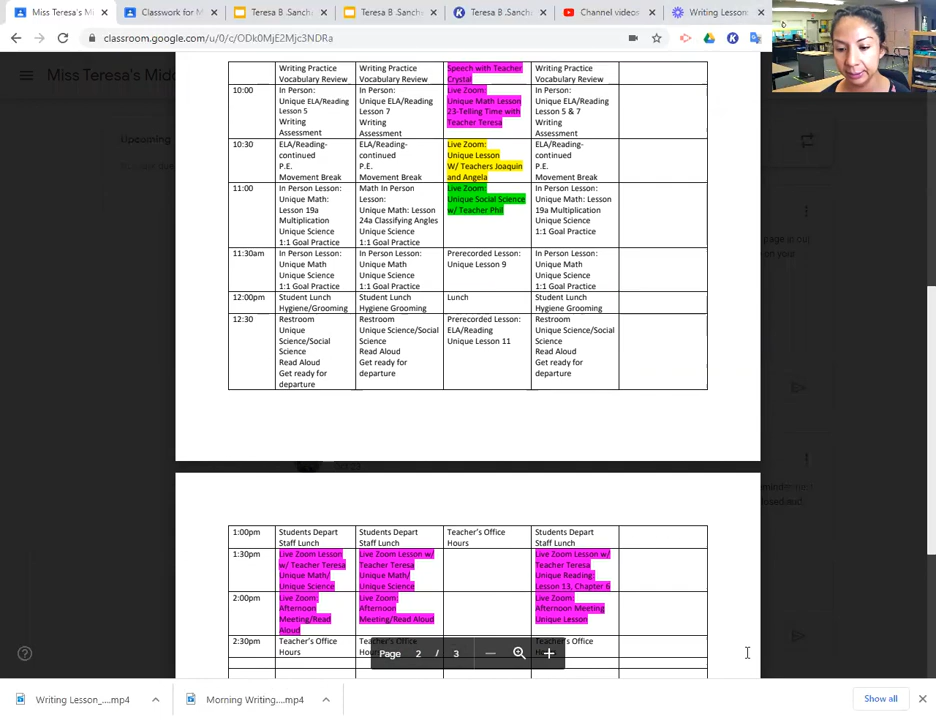 Miss Teresa's Mi
Classwork for M
Teresa B .Sanch
Teresa B .Sanch
Teresa B .Sanch
Channel videos
Writing Lesson
classroom.google.com/u/0/c/ODk0MjE2Mjc3NDRa
Miss Teresa's Midd
Upcoming
Writing Practice
Vocabulary Review
Writing Practice
Vocabulary Review
Speech with Teacher
Crystal
Writing Practice
Vocabulary Review
10:00
In Person:
Unique ELA/Reading
Lesson 5
Writing
Assessment
In Person:
Unique ELA/Reading
Lesson 7
Writing
Assessment
Live Zoom:
Unique Math Lesson
23-Telling Time with
Teacher Teresa
In Person:
Unique ELA/Reading
Lesson 5 & 7
Writing
Assessment
10:30
ELA/Reading-
continued
P.E.
Movement Break
ELA/Reading-
continued
P.E.
Movement Break
Live Zoom:
Unique Lesson
W/ Teachers Joaquin
and Angela
ELA/Reading-
continued
P.E.
Movement Break
11:00
In Person Lesson:
Unique Math:
Lesson 19a
Multiplication
Unique Science
1:1 Goal Practice
Math In Person
Lesson:
Unique Math: Lesson
24a Classifying Angles
Unique Science
1:1 Goal Practice
Live Zoom:
Unique Social Science
w/ Teacher Phil
In Person Lesson:
Unique Math: Lesson
19a Multiplication
Unique Science
1:1 Goal Practice
11:30am
In Person Lesson:
Unique Math
Unique Science
1:1 Goal Practice
In Person Lesson:
Unique Math
Unique Science
1:1 Goal Practice
Prerecorded Lesson:
Unique Lesson 9
In Person Lesson:
Unique Math
Unique Science
1:1 Goal Practice
12:00pm
Student Lunch
Hygiene/Grooming
Student Lunch
Hygiene Grooming
Lunch
Student Lunch
Hygiene Grooming
12:30
Restroom
Unique
Science/Social
Science
Read Aloud
Get ready for
departure
Restroom
Unique Science/Social
Science
Read Aloud
Get ready for
departure
Prerecorded Lesson:
ELA/Reading
Unique Lesson 11
Restroom
Unique Science/Social
Science
Read Aloud
Get ready for
departure
Oct 23
1:00pm
Students Depart
Staff Lunch
Students Depart
Staff Lunch
Teacher's Office
Hours
Students Depart
Staff Lunch
1:30pm
Live Zoom Lesson
w/ Teacher Teresa
Unique Math/
Unique Science
Live Zoom Lesson w/
Teacher Teresa
Unique Math/
Unique Science
Live Zoom Lesson w/
Teacher Teresa
Unique Reading:
Lesson 13, Chapter 6
2:00pm
Live Zoom:
Afternoon
Meeting/Read
Aloud
Live Zoom:
Afternoon
Meeting/Read Aloud
Live Zoom:
Afternoon Meeting
Unique Lesson
2:30pm
Teacher's Office
Hours
Page 2 / 3
Writing Lesson_....mp4
Morning Writing....mp4
Show all